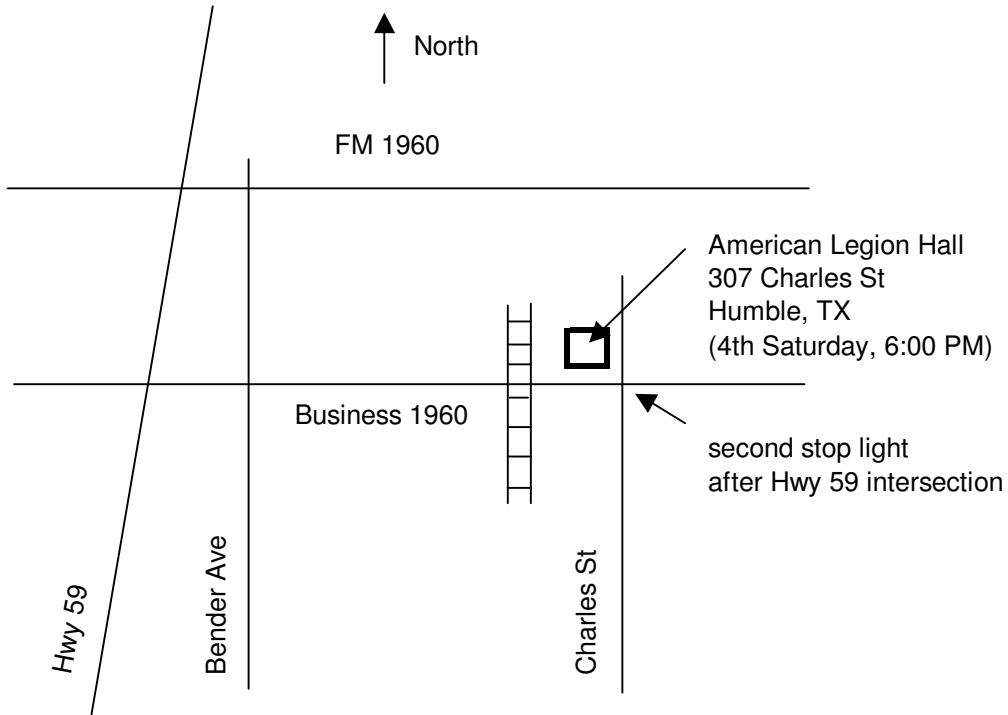 North
FM 1960
American Legion Hall
307 Charles St
Humble, TX
(4th Saturday, 6:00 PM)
Business 1960
second stop light
after Hwy 59 intersection
Hwy 59
Bender Ave
Charles St